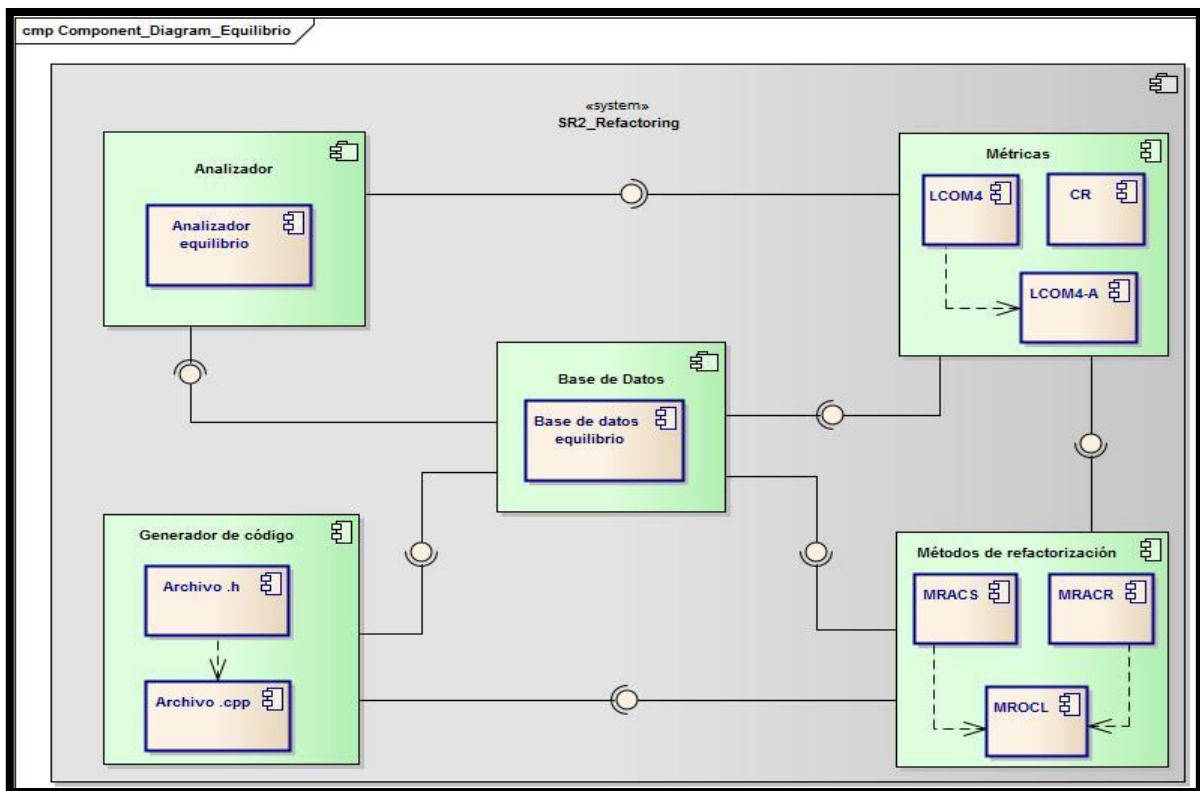 cmp Component_Diagram_Equilibrio
«system»
SR2_Refactoring
Analizador
Analizador
equilibrio
Métricas
LCOM4
CR
LCOM4-A
Base de Datos
Base de datos
equilibrio
Generador de código
Archivo .h
Archivo .cpp
Métodos de refactorización
MRACS
MRACR
MROCL